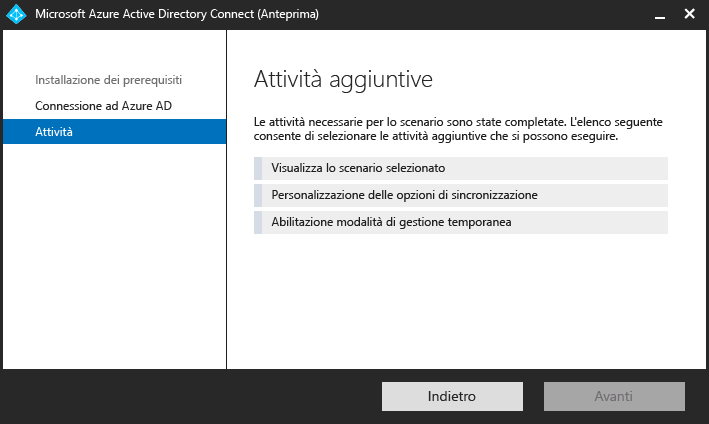 Microsoft Azure Active Directory Connect (Anteprima)
Installazione dei prerequisiti
Connessione ad Azure AD
Attività
Attività aggiuntive
Le attività necessarie per lo scenario sono state completate. L'elenco seguente
consente di selezionare le attività aggiuntive che si possono eseguire.
Visualizza lo scenario selezionato
Personalizzazione delle opzioni di sincronizzazione
Abilitazione modalità di gestione temporanea
Indietro
Avanti